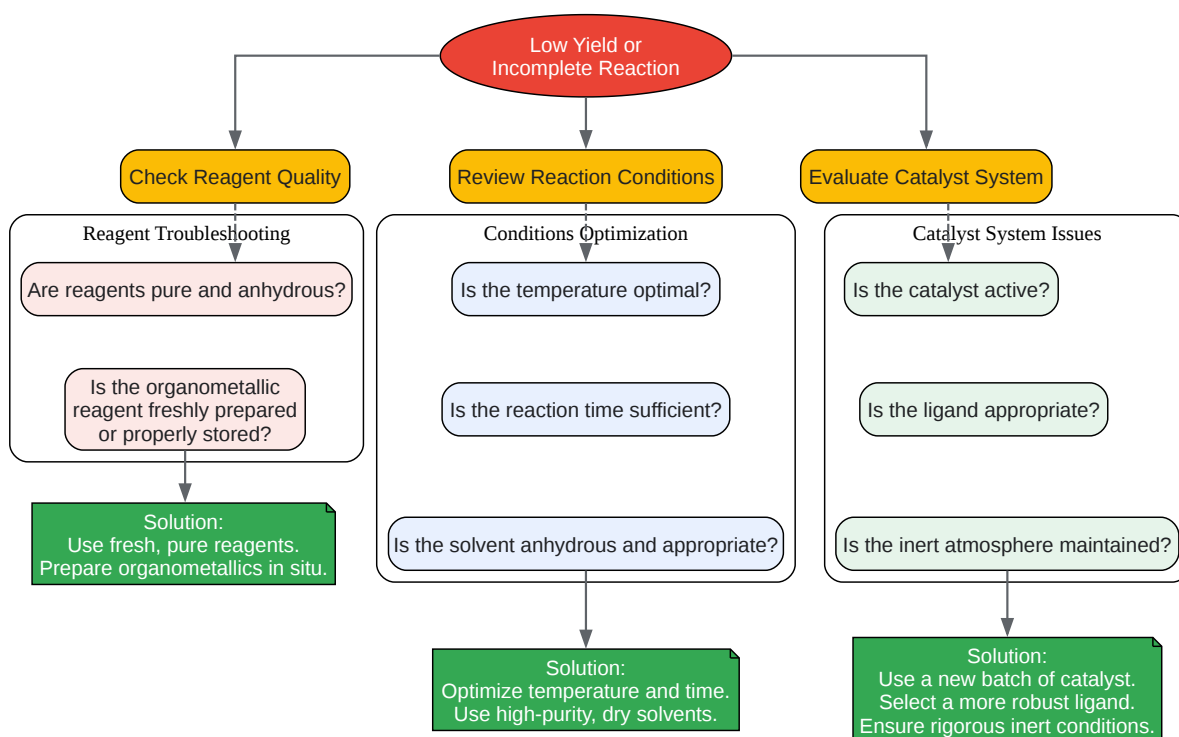 Low Yield or
Incomplete Reaction
Check Reagent Quality
Review Reaction Conditions
Evaluate Catalyst System
Reagent Troubleshooting
Are reagents pure and anhydrous?
Is the organometallic
reagent freshly prepared
or properly stored?
Solution:
Use fresh, pure reagents.
Prepare organometallics in situ.
Conditions Optimization
Is the temperature optimal?
Is the reaction time sufficient?
Is the solvent anhydrous and appropriate?
Solution:
Optimize temperature and time.
Use high-purity, dry solvents.
Catalyst System Issues
Is the catalyst active?
Is the ligand appropriate?
Is the inert atmosphere maintained?
Solution:
Use a new batch of catalyst.
Select a more robust ligand.
Ensure rigorous inert conditions.